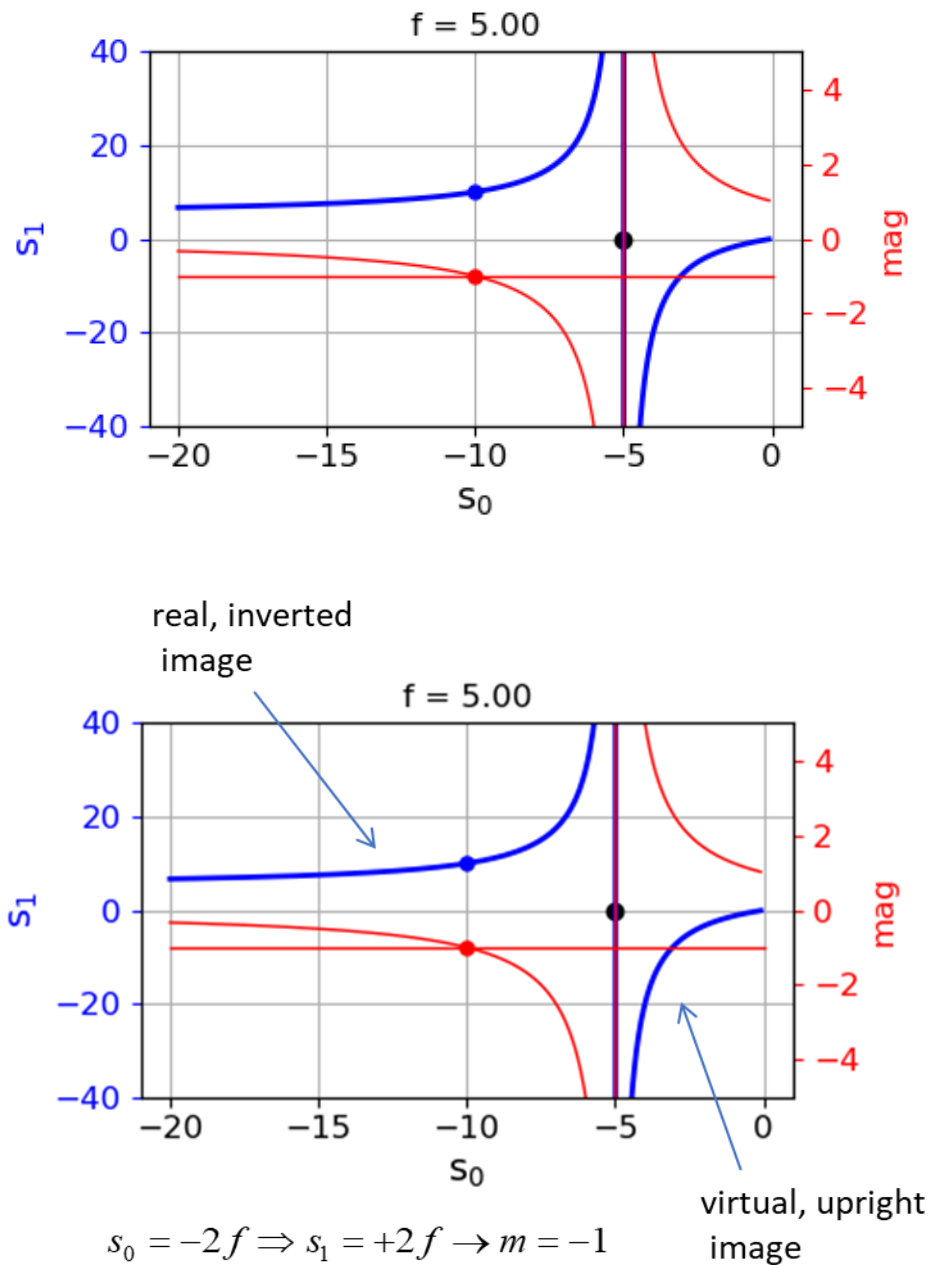 f = 5.00
40
20
0
−20
−40
s₁
4
2
0
−2
−4
mag
−20 −15 −10 −5 0
s₀
real, inverted
image
f = 5.00
40
20
0
−20
−40
s₁
4
2
0
−2
−4
mag
−20 −15 −10 −5 0
s₀
virtual, upright
image
s₀ = −2f ⇒ s₁ = +2f → m = −1